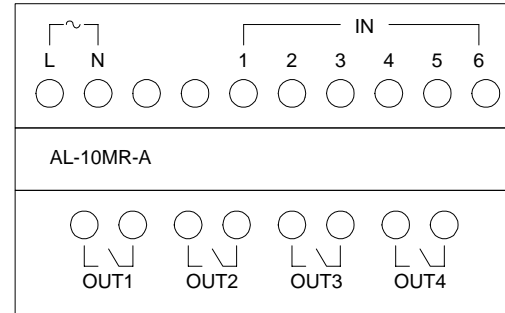 IN
L N 1 2 3 4 5 6
AL-10MR-A
OUT1 OUT2 OUT3 OUT4